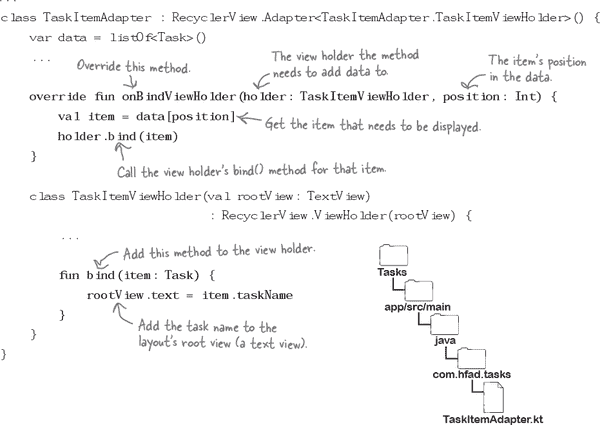 ...
class TaskItemAdapter : RecyclerView.Adapter<TaskItemAdapter.TaskItemViewHolder>() {
var data = listOf<Task>()
...
Override this method.
The view holder the method needs to add data to.
The item's position in the data.
override fun onBindViewHolder(holder: TaskItemViewHolder, position: Int) {
val item = data[position]
Get the item that needs to be displayed.
holder.bind(item)
}
Call the view holder's bind() method for that item.
class TaskItemViewHolder(val rootView: TextView)
: RecyclerView.ViewHolder(rootView) {
...
Add this method to the view holder.
fun bind(item: Task) {
rootView.text = item.taskName
}
Add the task name to the
layout's root view (a text view).
}
}
Tasks
app/src/main
java
com.hfad.tasks
TaskItemAdapter.kt